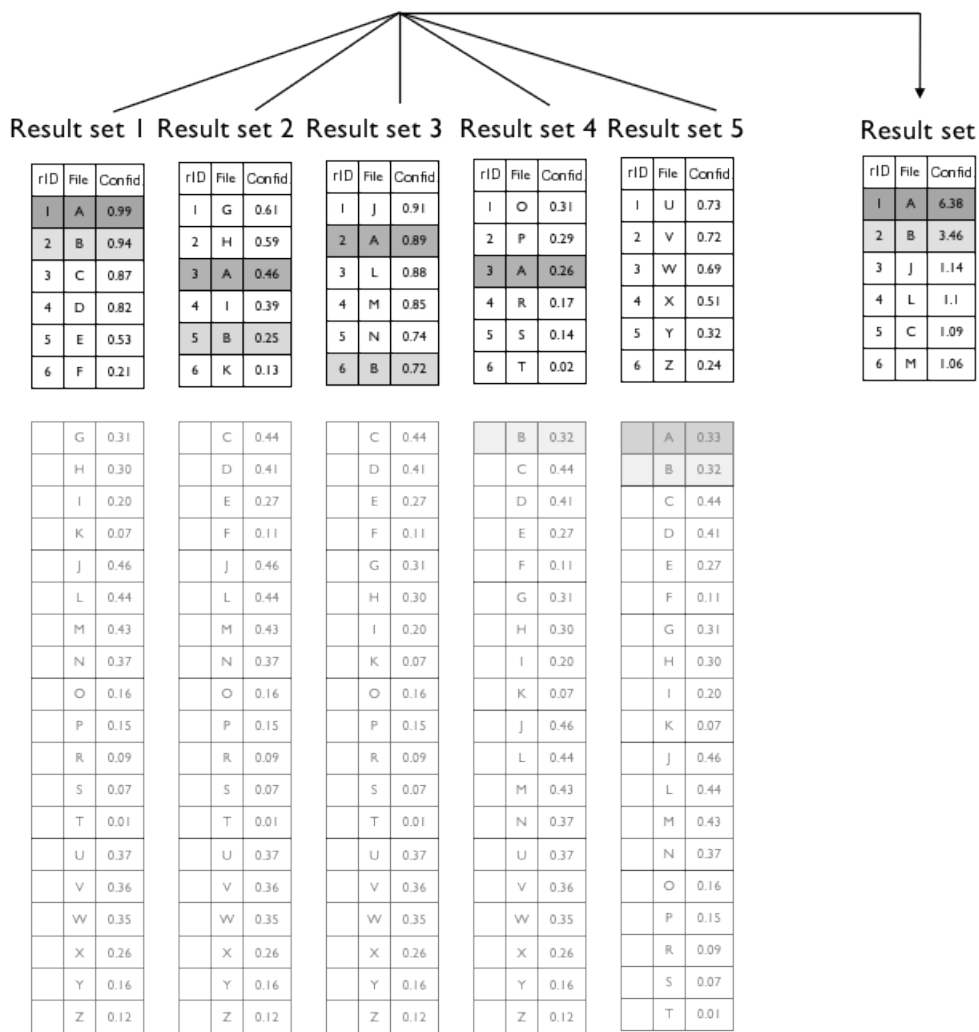 Result set 1 Result set 2 Result set 3 Result set 4 Result set 5 Result set
rID File Confid. rID File Confid. rID File Confid. rID File Confid. rID File Confid. rID File Confid.
1 A 0.99 1 G 0.61 1 J 0.91 1 O 0.31 1 U 0.73 1 A 6.38
2 B 0.94 2 H 0.59 2 A 0.89 2 P 0.29 2 V 0.72 2 B 3.46
3 C 0.87 3 A 0.46 3 L 0.88 3 A 0.26 3 W 0.69 3 J 1.14
4 D 0.82 4 I 0.39 4 M 0.85 4 R 0.17 4 X 0.51 4 L 1.1
5 E 0.53 5 B 0.25 5 N 0.74 5 S 0.14 5 Y 0.32 5 C 1.09
6 F 0.21 6 K 0.13 6 B 0.72 6 T 0.02 6 Z 0.24 6 M 1.06
G 0.31 C 0.44 C 0.44 B 0.32 A 0.33
H 0.30 D 0.41 D 0.41 C 0.44 B 0.32
I 0.20 E 0.27 E 0.27 D 0.41 C 0.44
K 0.07 F 0.11 F 0.11 E 0.27 D 0.41
J 0.46 J 0.46 G 0.31 F 0.11 E 0.27
L 0.44 L 0.44 H 0.30 G 0.31 F 0.11
M 0.43 M 0.43 I 0.20 H 0.30 G 0.31
N 0.37 N 0.37 K 0.07 I 0.20 H 0.30
O 0.16 O 0.16 O 0.16 K 0.07 I 0.20
P 0.15 P 0.15 P 0.15 J 0.46 K 0.07
R 0.09 R 0.09 R 0.09 L 0.44 J 0.46
S 0.07 S 0.07 S 0.07 M 0.43 L 0.44
T 0.01 T 0.01 T 0.01 N 0.37 M 0.43
U 0.37 U 0.37 U 0.37 U 0.37 N 0.37
V 0.36 V 0.36 V 0.36 V 0.36 O 0.16
W 0.35 W 0.35 W 0.35 W 0.35 P 0.15
X 0.26 X 0.26 X 0.26 X 0.26 R 0.09
Y 0.16 Y 0.16 Y 0.16 Y 0.16 S 0.07
Z 0.12 Z 0.12 Z 0.12 Z 0.12 T 0.01